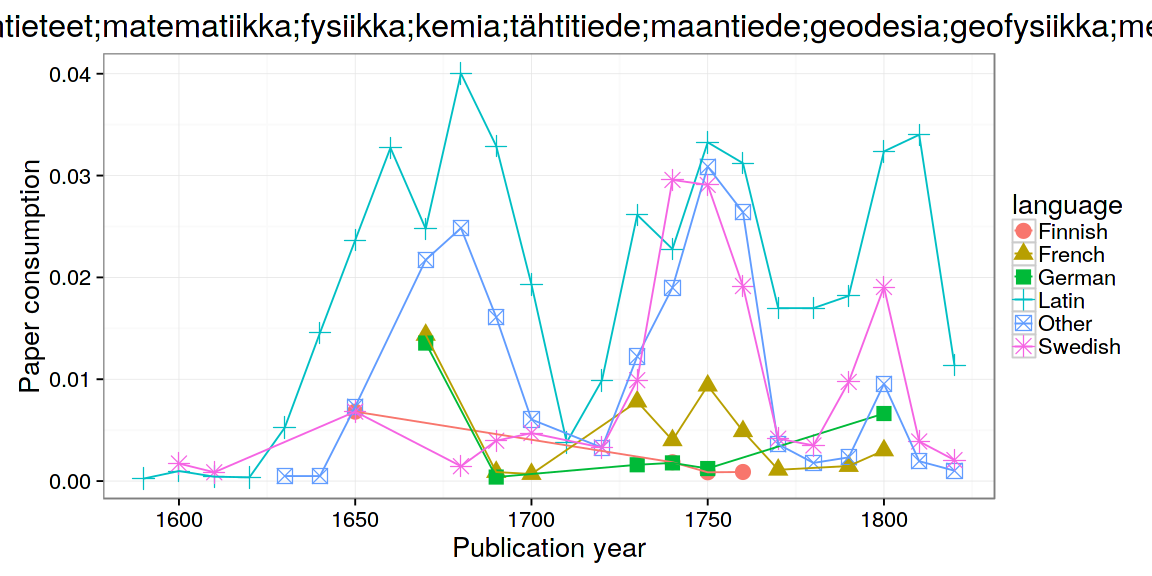 ntieteet;matematiikka;fysiikka;kemia;tähtitiede;maantiede;geodesia;geofysiikka;me
0.04
0.03
0.02
0.01
0.00
Paper consumption
1600 1650 1700 1750 1800
Publication year
language
Finnish
French
German
Latin
Other
Swedish